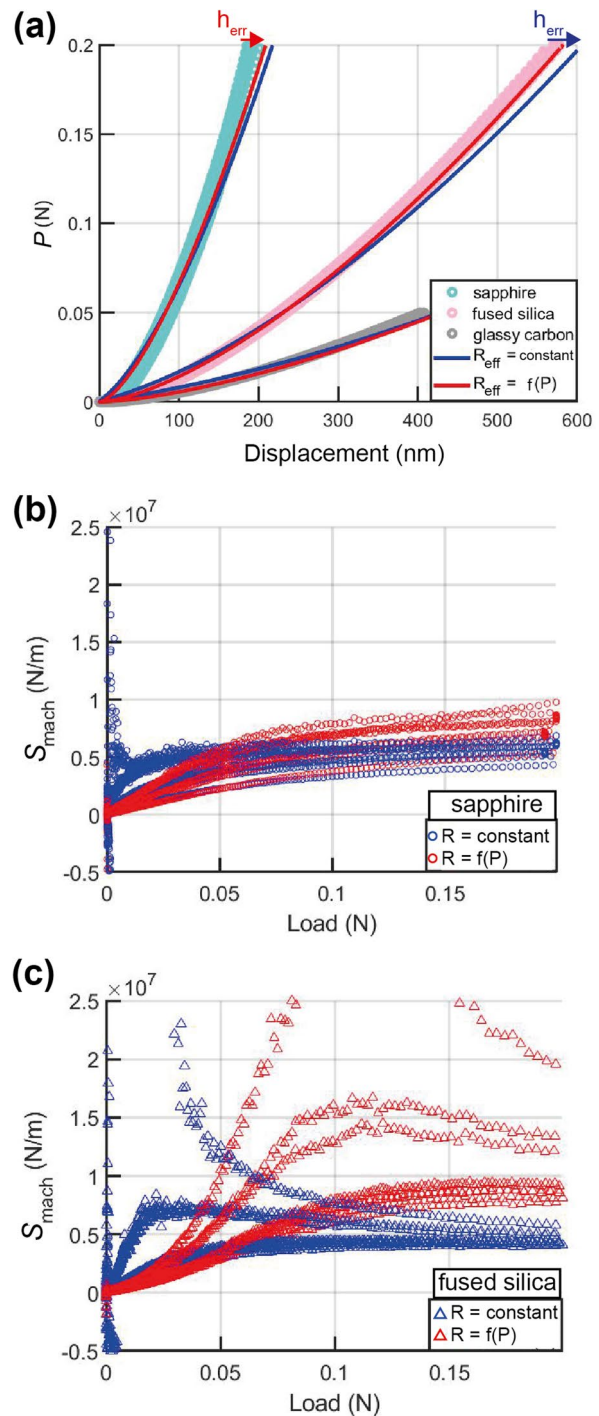 (a)
h_err
h_err
0.2
0.15
0.1
0.05
0
P (N)
sapphire
fused silica
glassy carbon
R_eff = constant
R_eff = f(P)
0 100 200 300 400 500 600
Displacement (nm)
(b)
×10^7
2.5
2
1.5
1
0.5
0
-0.5
S_mach (N/m)
sapphire
R = constant
R = f(P)
0 0.05 0.1 0.15
Load (N)
(c)
×10^7
2.5
2
1.5
1
0.5
0
-0.5
S_mach (N/m)
fused silica
R = constant
R = f(P)
0 0.05 0.1 0.15
Load (N)